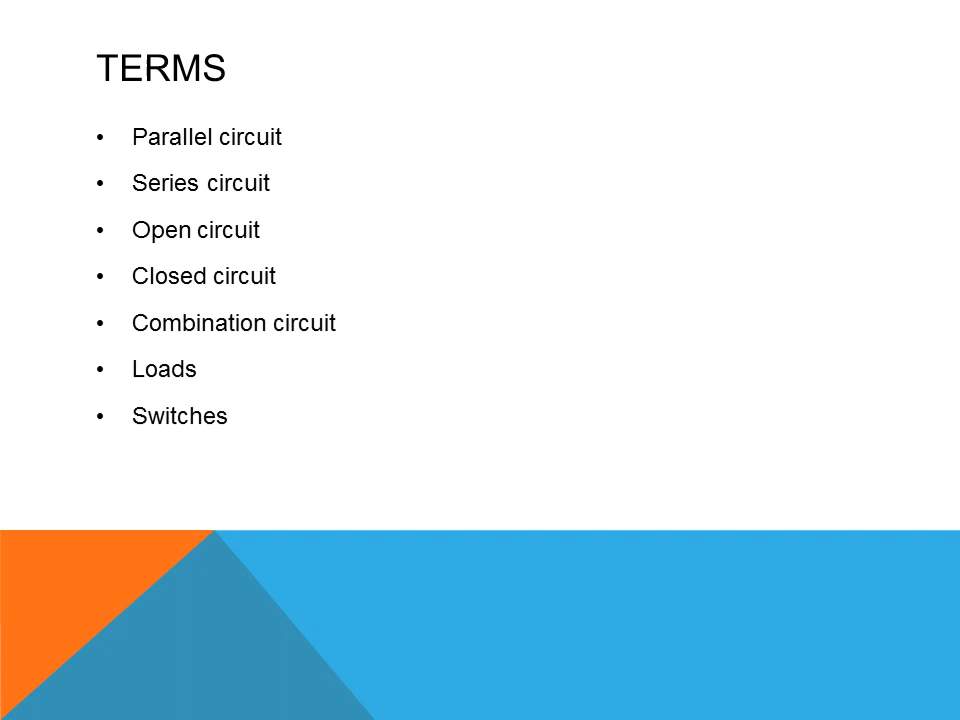 TERMS
• Parallel circuit
• Series circuit
• Open circuit
• Closed circuit
• Combination circuit
• Loads
• Switches